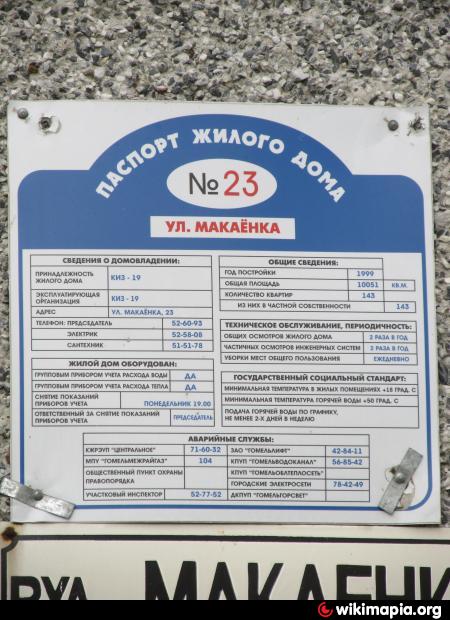 ПАСПОРТ ЖИЛОГО ДОМА
№23
УЛ. МАКАЁНКА
СВЕДЕНИЯ О ДОМОВЛАДЕНИИ:
ПРИНАДЛЕЖНОСТЬ
ЖИЛОГО ДОМА КИЗ - 19
ЭКСПЛУАТИРУЮЩАЯ
ОРГАНИЗАЦИЯ КИЗ - 19
АДРЕС УЛ. МАКАЁНКА, 23
ТЕЛЕФОН: ПРЕДСЕДАТЕЛЬ 52-60-93
ЭЛЕКТРИК 52-58-08
САНТЕХНИК 51-51-78
ЖИЛОЙ ДОМ ОБОРУДОВАН:
ГРУППОВЫМ ПРИБОРОМ УЧЕТА РАСХОДА ВОДЫ ДА
ГРУППОВЫМ ПРИБОРОМ УЧЕТА РАСХОДА ТЕПЛА ДА
СНЯТИЕ ПОКАЗАНИЙ
ПРИБОРОВ УЧЕТА ПОНЕДЕЛЬНИК 19.00
ОТВЕТСТВЕННЫЙ ЗА СНЯТИЕ ПОКАЗАНИЙ
ПРИБОРОВ УЧЕТА ПРЕДСЕДАТЕЛЬ
ОБЩИЕ СВЕДЕНИЯ:
ГОД ПОСТРОЙКИ 1999
ОБЩАЯ ПЛОЩАДЬ 10051 КВ.М.
КОЛИЧЕСТВО КВАРТИР 143
ИЗ НИХ В ЧАСТНОЙ СОБСТВЕННОСТИ 143
ТЕХНИЧЕСКОЕ ОБСЛУЖИВАНИЕ, ПЕРИОДИЧНОСТЬ:
ОБЩИХ ОСМОТРОВ ЖИЛОГО ДОМА 2 РАЗА В ГОД
ЧАСТИЧНЫХ ОСМОТРОВ ИНЖЕНЕРНЫХ СИСТЕМ 2 РАЗА В ГОД
УБОРКИ МЕСТ ОБЩЕГО ПОЛЬЗОВАНИЯ ЕЖЕДНЕВНО
ГОСУДАРСТВЕННЫЙ СОЦИАЛЬНЫЙ СТАНДАРТ:
МИНИМАЛЬНАЯ ТЕМПЕРАТУРА В ЖИЛЫХ ПОМЕЩЕНИЯХ +18 ГРАД. С
МИНИМАЛЬНАЯ ТЕМПЕРАТУРА ГОРЯЧЕЙ ВОДЫ +50 ГРАД. С
ПОДАЧА ГОРЯЧЕЙ ВОДЫ ПО ГРАФИКУ,
НЕ МЕНЕЕ 2-Х ДНЕЙ В НЕДЕЛЮ
АВАРИЙНЫЕ СЛУЖБЫ:
КЖРЭУП "ЦЕНТРАЛЬНОЕ" 71-60-32
МПУ "ГОМЕЛЬМЕЖРАЙГАЗ" 104
ОБЩЕСТВЕННЫЙ ПУНКТ ОХРАНЫ
ПРАВОПОРЯДКА
УЧАСТКОВЫЙ ИНСПЕКТОР 52-77-52
ЗАО "ГОМЕЛЬЛИФТ" 42-84-11
КПУП "ГОМЕЛЬВОДОКАНАЛ" 56-85-42
КПУП "ГОМЕЛЬОБЛТЕПЛОСЕТЬ"
ГОРОДСКИЕ ЭЛЕКТРОСЕТИ 78-42-49
ДКПУП "ГОМЕЛЬГОРСВЕТ"
ВУЛ. МАКАЕНК
wikimapia.org